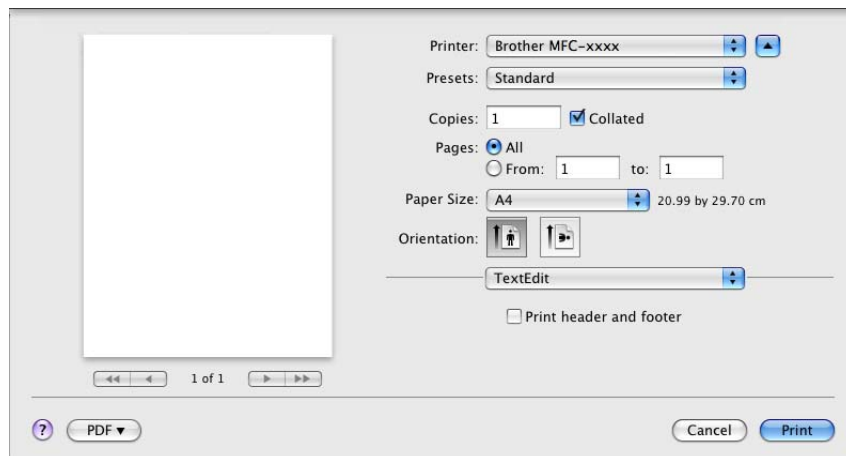 Printer: Brother MFC-xxxx
Presets: Standard
Copies: 1 Collated
Pages: All
From: 1 to: 1
Paper Size: A4 20.99 by 29.70 cm
Orientation:
TextEdit
Print header and footer
1 of 1
? PDF Cancel Print